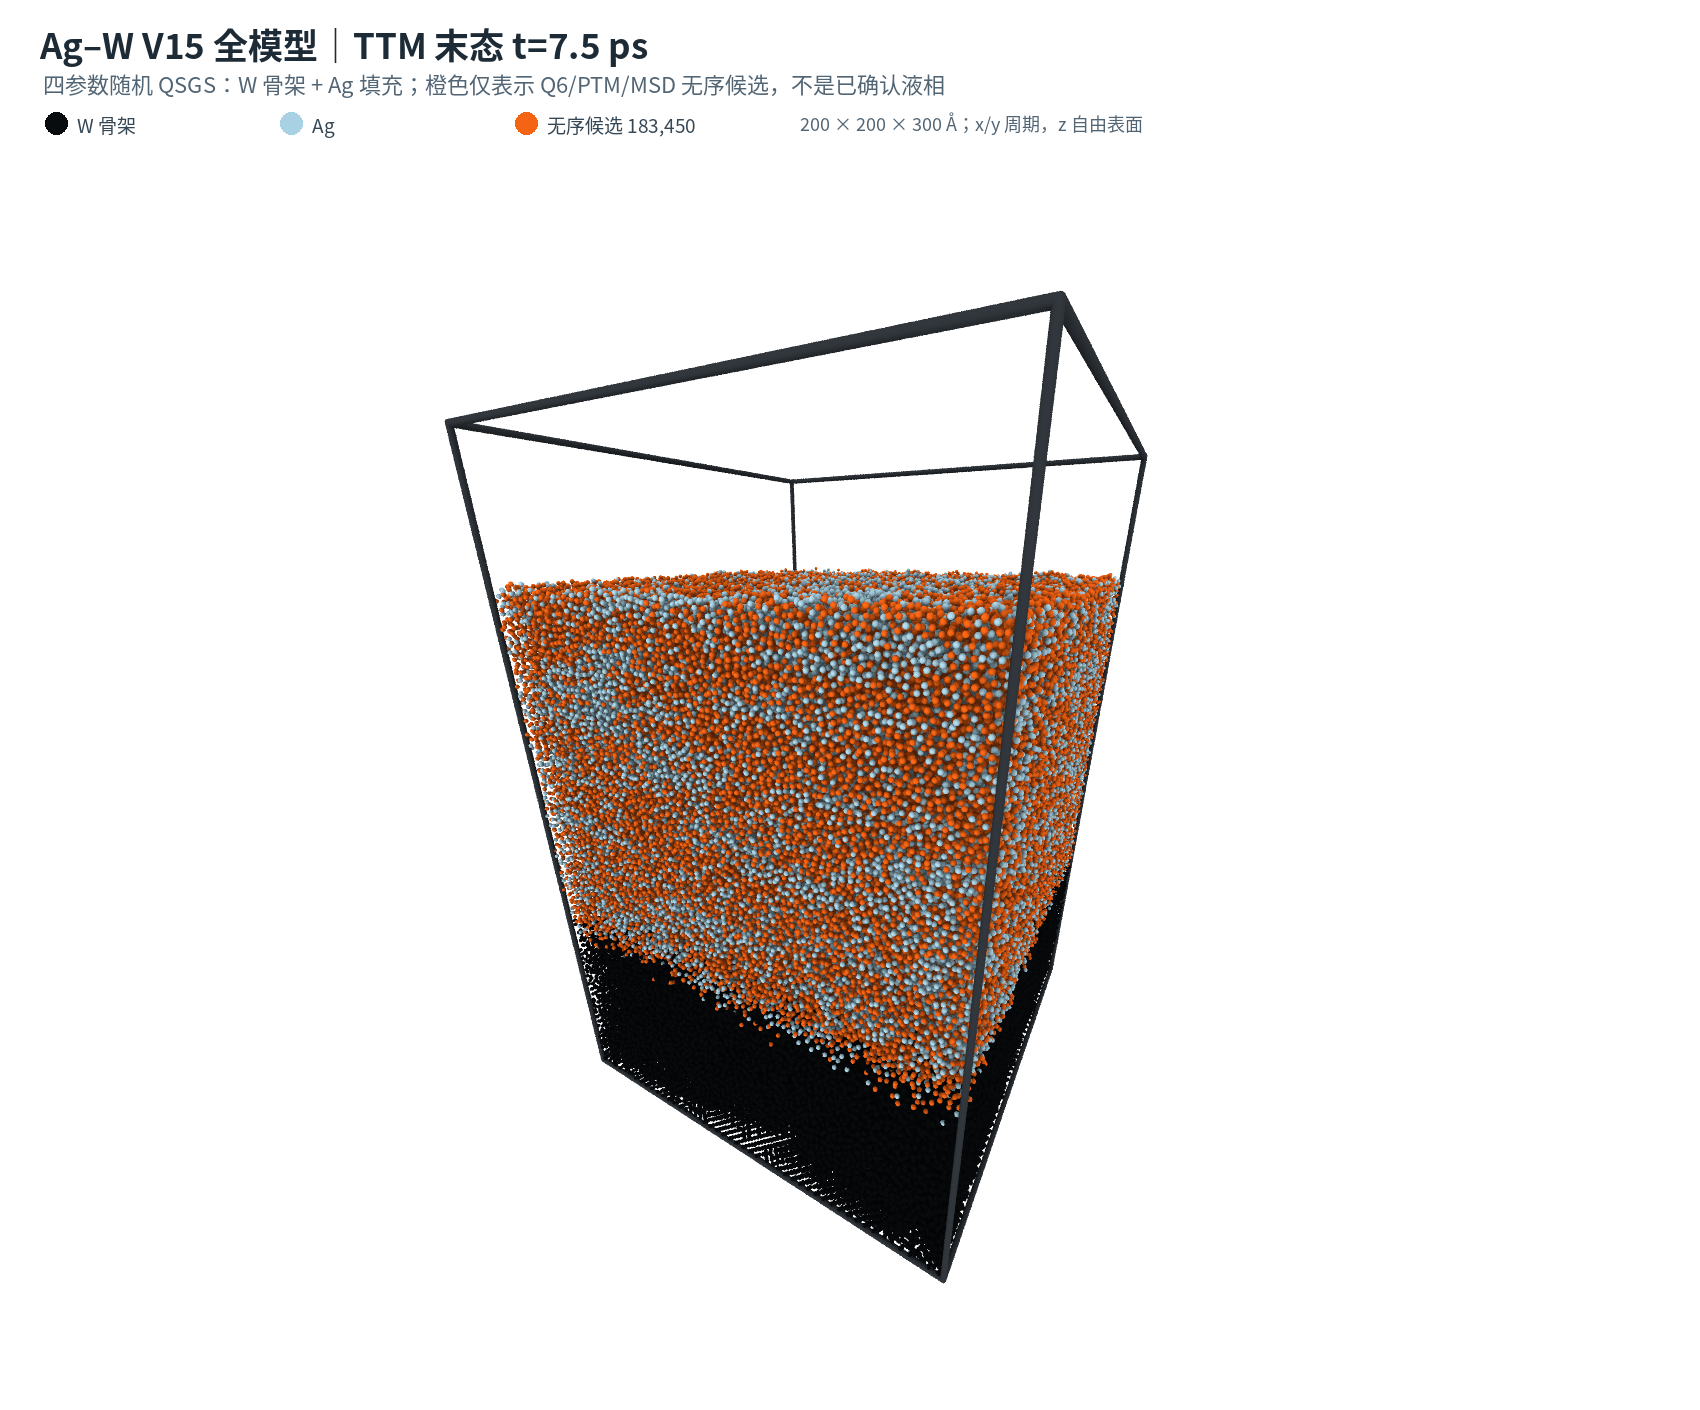 Ag–W V15 全模型｜TTM 末态 t=7.5 ps
四参数随机 QSGS：W 骨架 + Ag 填充；橙色仅表示 Q6/PTM/MSD 无序候选，不是已确认液相
W 骨架 Ag 无序候选 183,450 200 × 200 × 300 Å；x/y 周期，z 自由表面